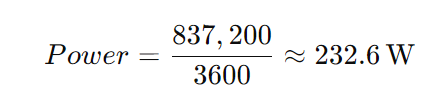 Power = 837,200 / 3600 ≈ 232.6 W